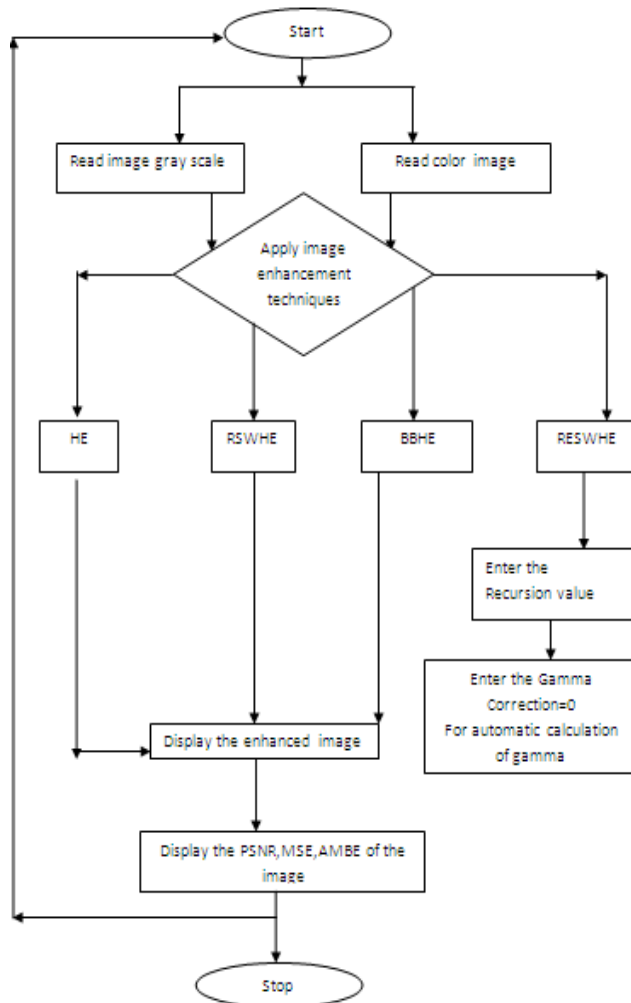 Start
Read image gray scale
Read color image
Apply image
enhancement
techniques
HE
RSWHE
BBHE
RESWHE
Enter the
Recursion value
Enter the Gamma
Correction=0
For automatic calculation
of gamma
Display the enhanced image
Display the PSNR,MSE,AMBE of the
image
Stop